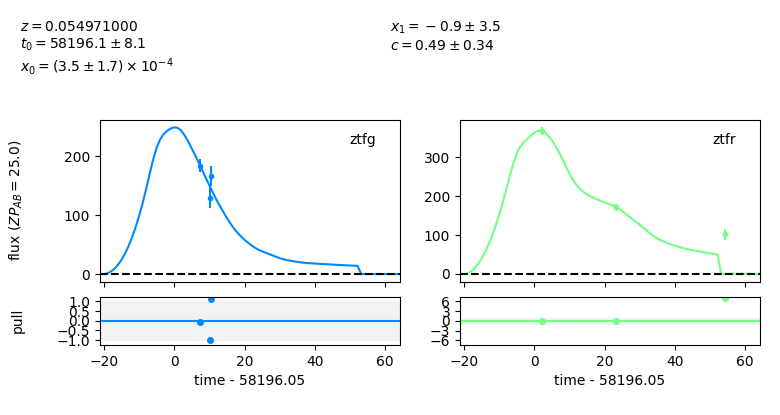 z = 0.054971000
t₀ = 58196.1 ± 8.1
x₀ = (3.5 ± 1.7) × 10⁻⁴
x₁ = −0.9 ± 3.5
c = 0.49 ± 0.34
flux (ZP_AB = 25.0)
200
100
0
ztfg
300
200
100
0
ztfr
pull
1.0
0.5
0.0
−0.5
−1.0
−20
0
20
40
60
time - 58196.05
6
3
0
−3
−6
−20
0
20
40
60
time - 58196.05